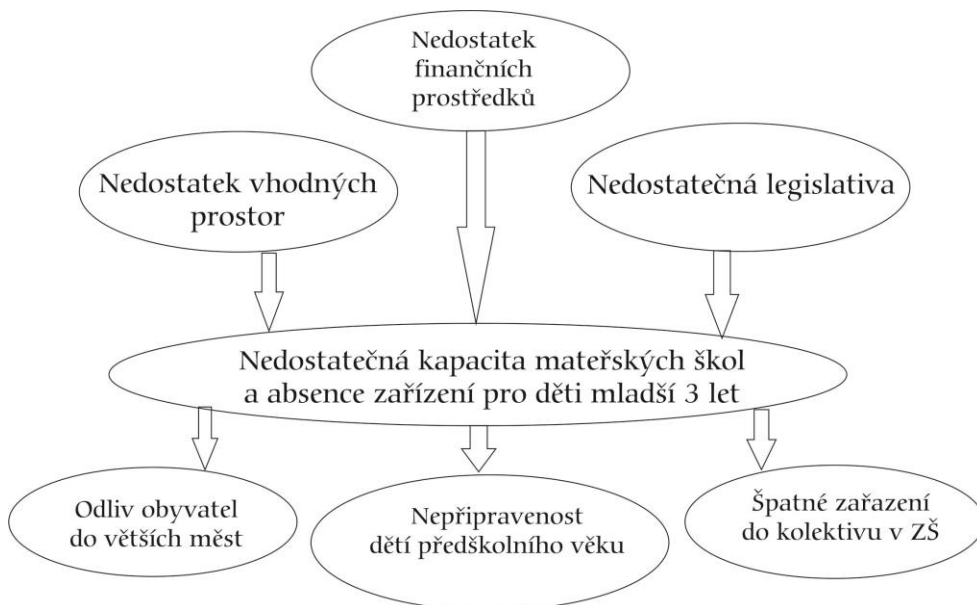 Nedostatek
finančních
prostředků
Nedostatek vhodných
prostor
Nedostatečná legislativa
Nedostatečná kapacita mateřských škol
a absence zařízení pro děti mladší 3 let
Odliv obyvatel
do větších měst
Nepřipravenost
dětí předškolního věku
Špatné zařazení
do kolektivu v ZŠ